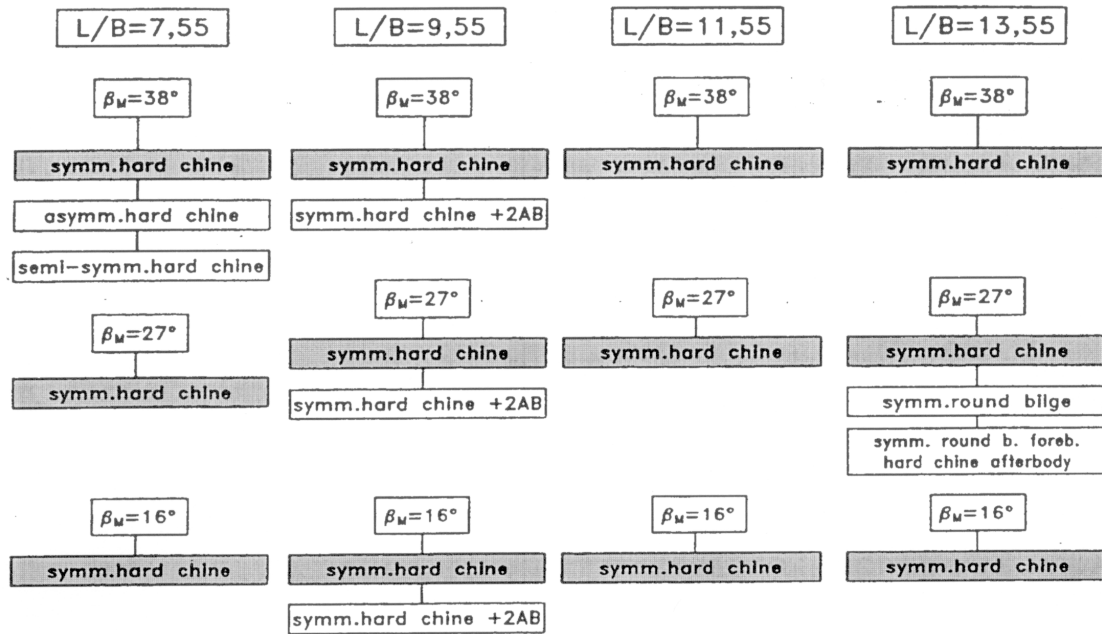 L/B=7,55
L/B=9,55
L/B=11,55
L/B=13,55
βM=38°
βM=38°
βM=38°
βM=38°
symm.hard chine
symm.hard chine
symm.hard chine
symm.hard chine
asymm.hard chine
symm.hard chine +2AB
semi-symm.hard chine
βM=27°
βM=27°
βM=27°
βM=27°
symm.hard chine
symm.hard chine
symm.hard chine
symm.hard chine
symm.hard chine +2AB
symm.round bilge
symm. round b. foreb.
hard chine afterbody
βM=16°
βM=16°
βM=16°
βM=16°
symm.hard chine
symm.hard chine
symm.hard chine
symm.hard chine
symm.hard chine +2AB